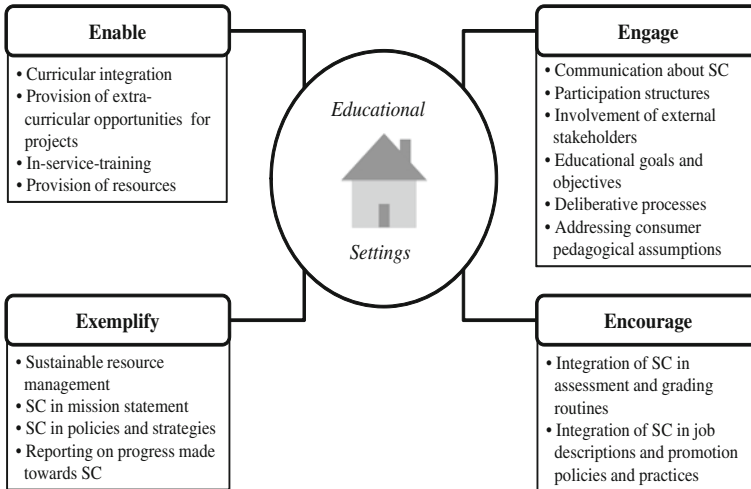 Enable
• Curricular integration
• Provision of extra-
curricular opportunities for
projects
• In-service-training
• Provision of resources
Engage
• Communication about SC
• Participation structures
• Involvement of external
stakeholders
• Educational goals and
objectives
• Deliberative processes
• Addressing consumer
pedagogical assumptions
Educational
Settings
Exemplify
• Sustainable resource
management
• SC in mission statement
• SC in policies and strategies
• Reporting on progress made
towards SC
Encourage
• Integration of SC in
assessment and grading
routines
• Integration of SC in job
descriptions and promotion
policies and practices